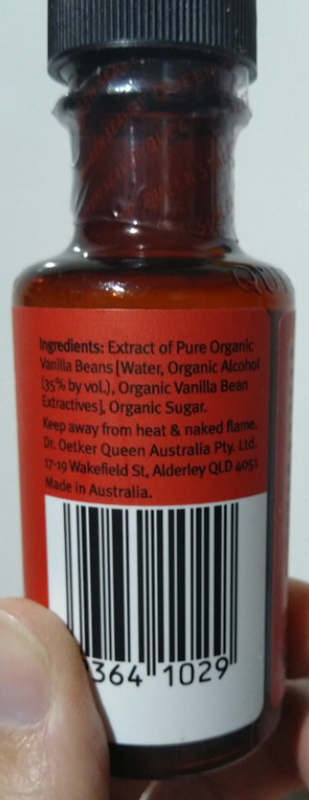 Ingredients: Extract of Pure Organic
Vanilla Beans [Water, Organic Alcohol
(35% by vol.), Organic Vanilla Bean
Extractives], Organic Sugar.
Keep away from heat & naked flame.
Dr. Oetker Queen Australia Pty. Ltd.
17-19 Wakefield St, Alderley QLD 4051
Made in Australia.
364 1029